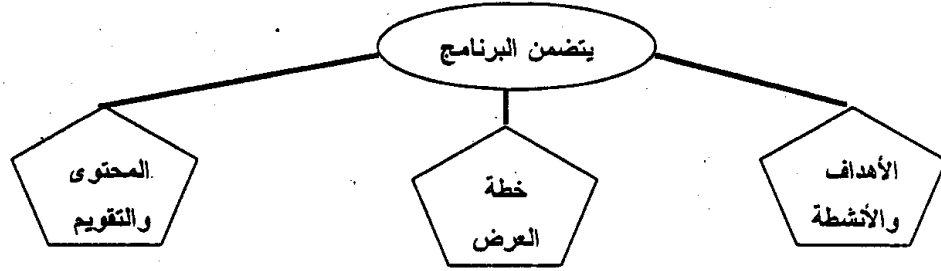 يتضمن البرنامج
الأهداف
والأنشطة
خطة
العرض
المحتوى
والتقويم